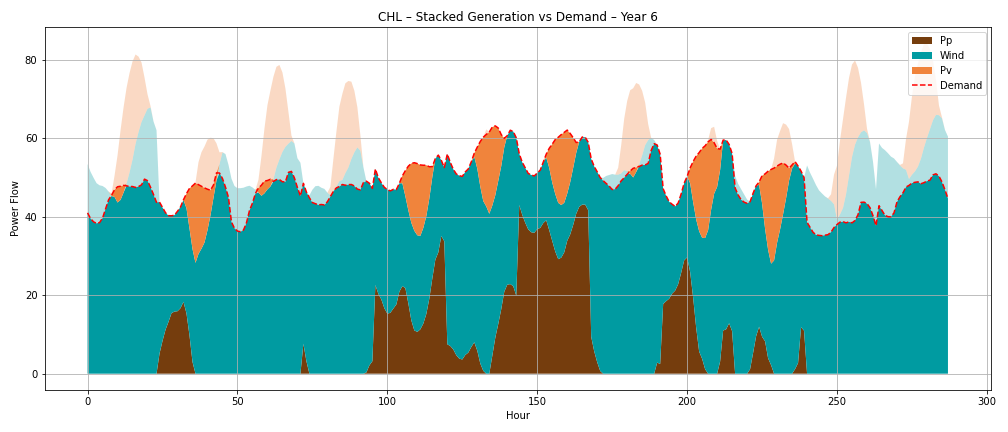 CHL – Stacked Generation vs Demand – Year 6
Pp
Wind
Pv
Demand
Power Flow
80
60
40
20
0
0 50 100 150 200 250 300
Hour